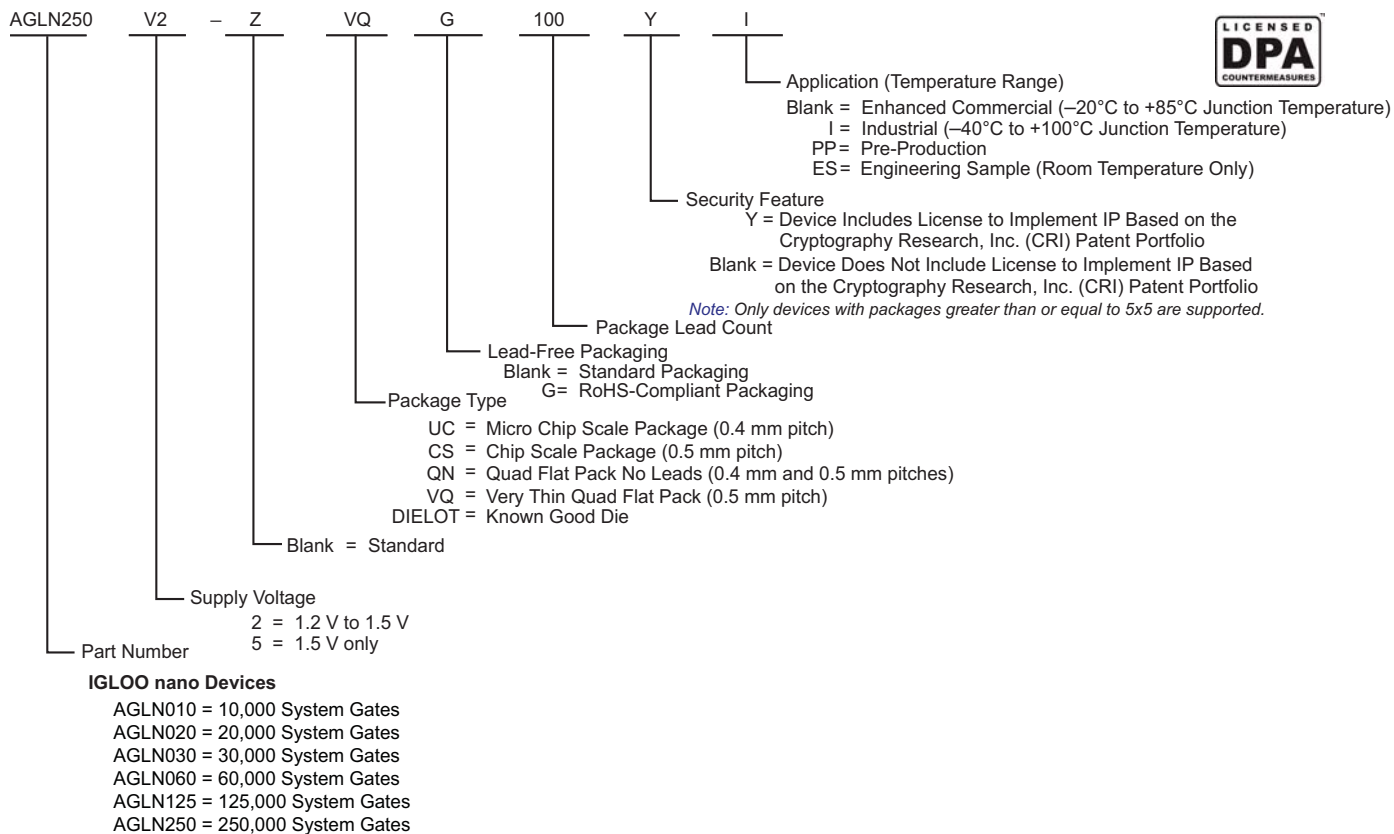 AGLN250 V2 – Z VQ G 100 Y I
LICENSED
DPA
COUNTERMEASURES
™
Application (Temperature Range)
Blank = Enhanced Commercial (–20°C to +85°C Junction Temperature)
I = Industrial (–40°C to +100°C Junction Temperature)
PP= Pre-Production
ES= Engineering Sample (Room Temperature Only)
Security Feature
Y = Device Includes License to Implement IP Based on the
Cryptography Research, Inc. (CRI) Patent Portfolio
Blank = Device Does Not Include License to Implement IP Based
on the Cryptography Research, Inc. (CRI) Patent Portfolio
Note: Only devices with packages greater than or equal to 5x5 are supported.
Package Lead Count
Lead-Free Packaging
Blank = Standard Packaging
G= RoHS-Compliant Packaging
Package Type
UC = Micro Chip Scale Package (0.4 mm pitch)
CS = Chip Scale Package (0.5 mm pitch)
QN = Quad Flat Pack No Leads (0.4 mm and 0.5 mm pitches)
VQ = Very Thin Quad Flat Pack (0.5 mm pitch)
DIELOT = Known Good Die
Blank = Standard
Supply Voltage
2 = 1.2 V to 1.5 V
5 = 1.5 V only
Part Number
IGLOO nano Devices
AGLN010 = 10,000 System Gates
AGLN020 = 20,000 System Gates
AGLN030 = 30,000 System Gates
AGLN060 = 60,000 System Gates
AGLN125 = 125,000 System Gates
AGLN250 = 250,000 System Gates